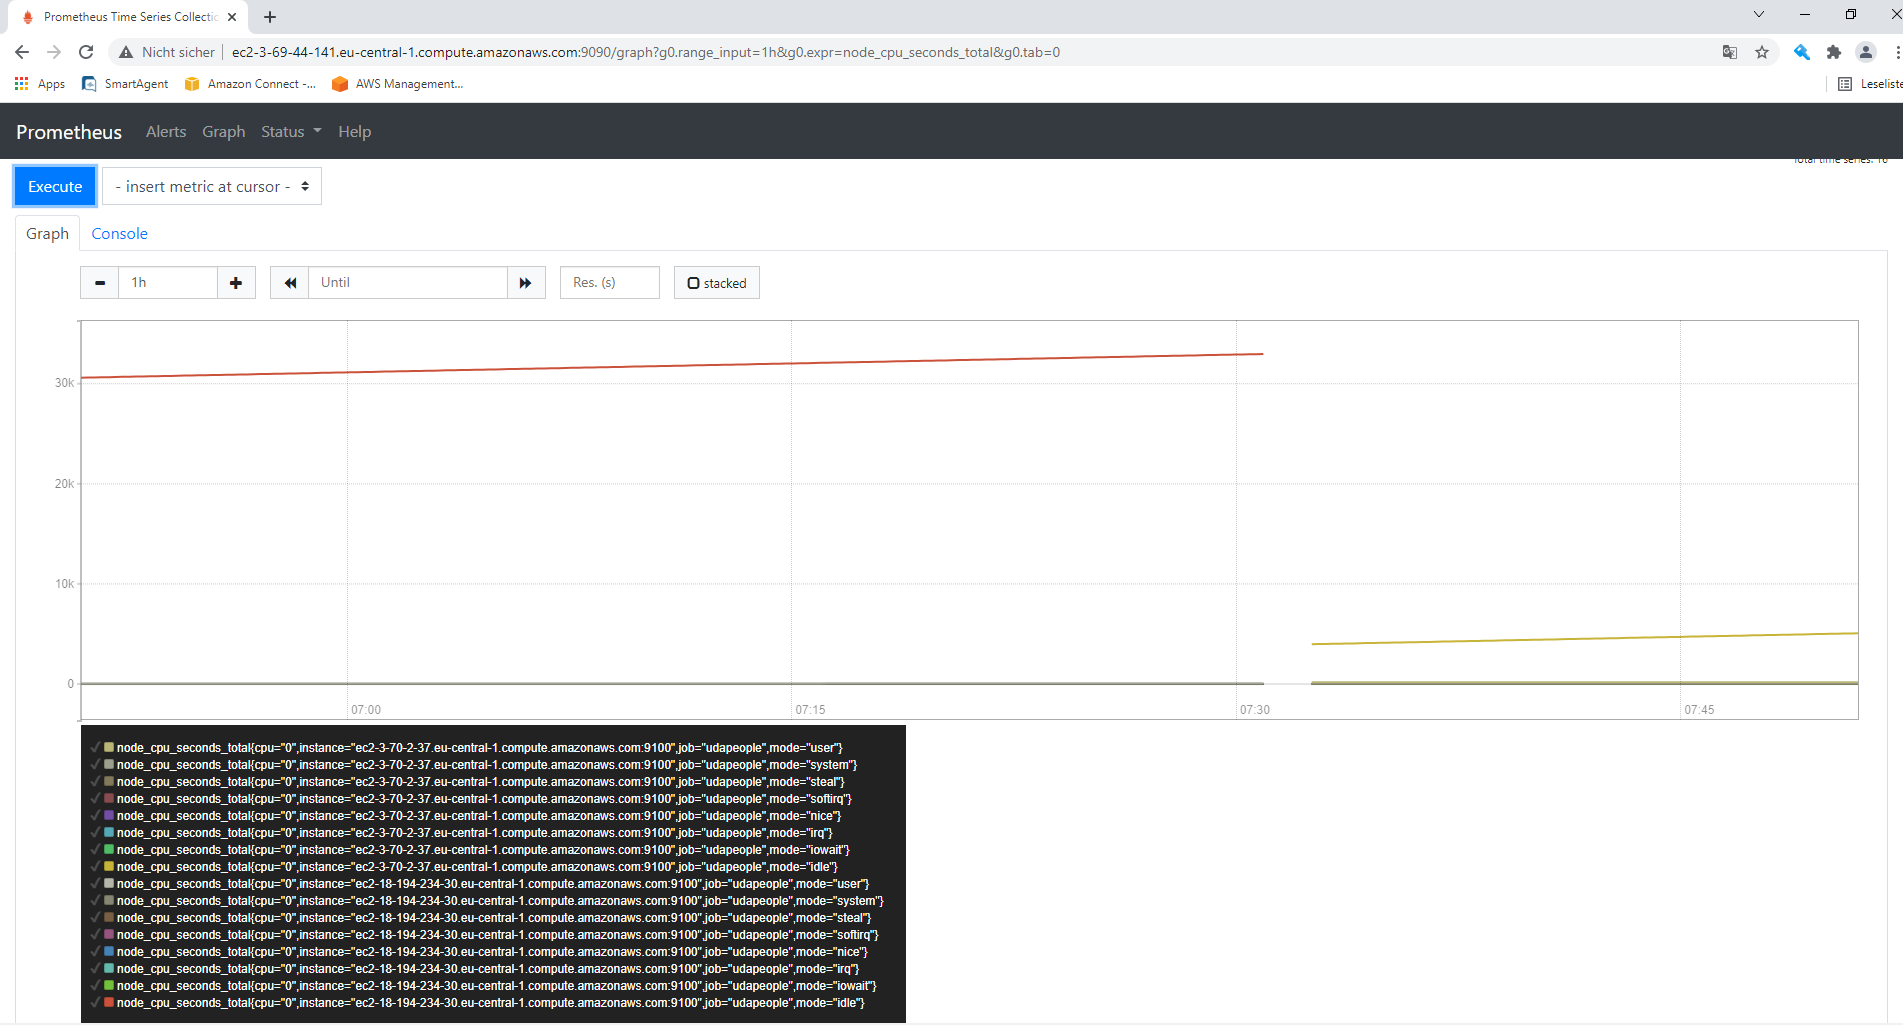 Prometheus Time Series Collectio
Nicht sicher ec2-3-69-44-141.eu-central-1.compute.amazonaws.com:9090/graph?g0.range_input=1h&g0.expr=node_cpu_seconds_total&g0.tab=0
Apps SmartAgent Amazon Connect -... AWS Management... Leseliste
Prometheus Alerts Graph Status Help
Total time series: 16
Execute - insert metric at cursor -
Graph Console
1h Until Res. (s) stacked
30k
20k
10k
0
07:00 07:15 07:30 07:45
node_cpu_seconds_total{cpu="0",instance="ec2-3-70-2-37.eu-central-1.compute.amazonaws.com:9100",job="udapeople",mode="user"}
node_cpu_seconds_total{cpu="0",instance="ec2-3-70-2-37.eu-central-1.compute.amazonaws.com:9100",job="udapeople",mode="system"}
node_cpu_seconds_total{cpu="0",instance="ec2-3-70-2-37.eu-central-1.compute.amazonaws.com:9100",job="udapeople",mode="steal"}
node_cpu_seconds_total{cpu="0",instance="ec2-3-70-2-37.eu-central-1.compute.amazonaws.com:9100",job="udapeople",mode="softirq"}
node_cpu_seconds_total{cpu="0",instance="ec2-3-70-2-37.eu-central-1.compute.amazonaws.com:9100",job="udapeople",mode="nice"}
node_cpu_seconds_total{cpu="0",instance="ec2-3-70-2-37.eu-central-1.compute.amazonaws.com:9100",job="udapeople",mode="irq"}
node_cpu_seconds_total{cpu="0",instance="ec2-3-70-2-37.eu-central-1.compute.amazonaws.com:9100",job="udapeople",mode="iowait"}
node_cpu_seconds_total{cpu="0",instance="ec2-3-70-2-37.eu-central-1.compute.amazonaws.com:9100",job="udapeople",mode="idle"}
node_cpu_seconds_total{cpu="0",instance="ec2-18-194-234-30.eu-central-1.compute.amazonaws.com:9100",job="udapeople",mode="user"}
node_cpu_seconds_total{cpu="0",instance="ec2-18-194-234-30.eu-central-1.compute.amazonaws.com:9100",job="udapeople",mode="system"}
node_cpu_seconds_total{cpu="0",instance="ec2-18-194-234-30.eu-central-1.compute.amazonaws.com:9100",job="udapeople",mode="steal"}
node_cpu_seconds_total{cpu="0",instance="ec2-18-194-234-30.eu-central-1.compute.amazonaws.com:9100",job="udapeople",mode="softirq"}
node_cpu_seconds_total{cpu="0",instance="ec2-18-194-234-30.eu-central-1.compute.amazonaws.com:9100",job="udapeople",mode="nice"}
node_cpu_seconds_total{cpu="0",instance="ec2-18-194-234-30.eu-central-1.compute.amazonaws.com:9100",job="udapeople",mode="irq"}
node_cpu_seconds_total{cpu="0",instance="ec2-18-194-234-30.eu-central-1.compute.amazonaws.com:9100",job="udapeople",mode="iowait"}
node_cpu_seconds_total{cpu="0",instance="ec2-18-194-234-30.eu-central-1.compute.amazonaws.com:9100",job="udapeople",mode="idle"}